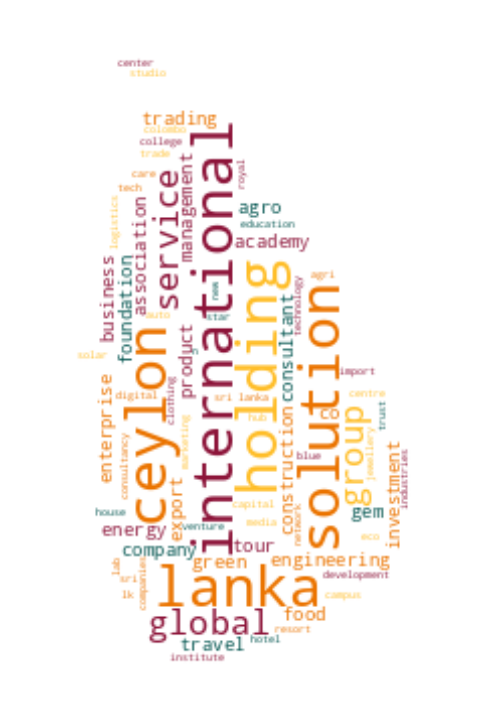 center
studio
trading
colombo
college
trade
care
tech
royal
management
service
international
logistics
association
agro
education
academy
business
foundation
holding
agri
technology
new
star
auto
consultant
solution
ceylon
product
solar
import
enterprise
digital
clothing
sri lanka
hub
co
centre
trust
group
jewellery
marketing
construction
consultancy
blue
investment
industries
export
capital
network
gem
house
venture
media
energy
eco
company
tour
green
engineering
lab
sri
lk
companies
development
lanka
campus
food
global
resort
travel
hotel
institute